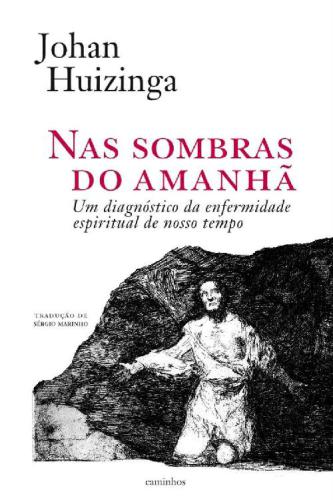 Johan
Huizinga
NAS SOMBRAS
DO AMANHÃ
Um diagnóstico da enfermidade
espiritual de nosso tempo
TRADUÇÃO DE
SÉRGIO MARINHO
caminhos